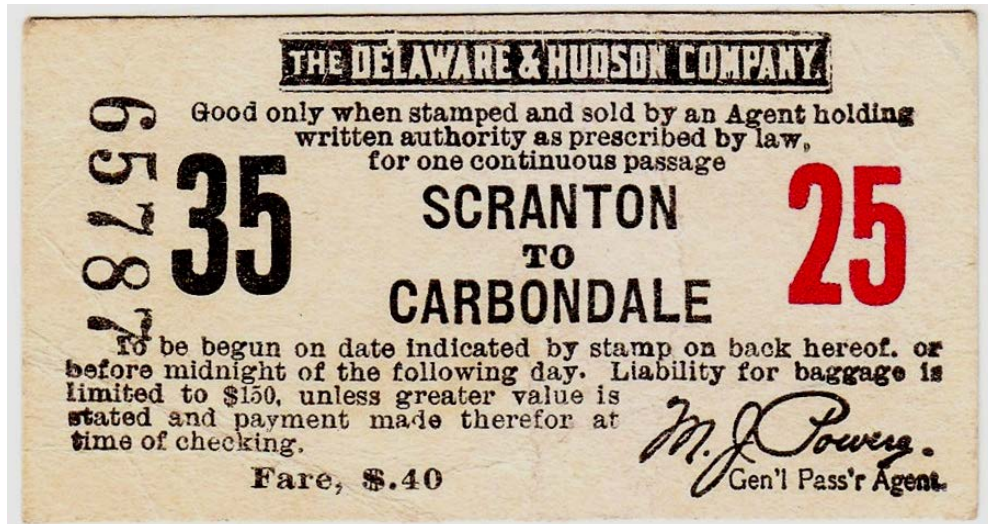 THE DELAWARE & HUDSON COMPANY.
Good only when stamped and sold by an Agent holding
written authority as prescribed by law,
for one continuous passage
65787
35
SCRANTON
TO
CARBONDALE
25
To be begun on date indicated by stamp on back hereof. or
before midnight of the following day. Liability for baggage is
limited to $150, unless greater value is
stated and payment made therefor at
time of checking.
M. J. Powers.
Fare, $.40
Gen'l Pass'r Agent.